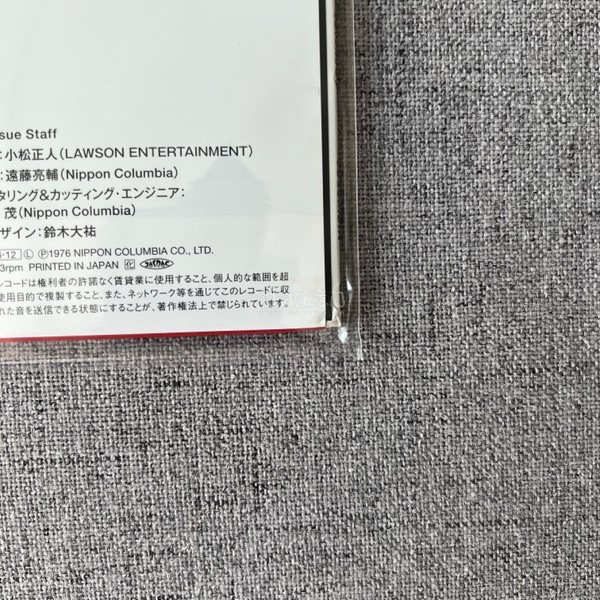 sue Staff
:小松正人(LAWSON ENTERTAINMENT)
:遠藤亮輔(Nippon Columbia)
タリング&カッティング・エンジニア:
茂(Nippon Columbia)
ザイン:鈴木大祐
12 Ⓛ Ⓟ1976 NIPPON COLUMBIA CO., LTD.
3rpm PRINTED IN JAPAN
レコードは権利者の許諾なく賃貸業に使用すること、個人的な範囲を超
使用目的で複製すること、また、ネットワーク等を通じてこのレコードに収
れた音を送信できる状態にすることが、著作権法上で禁じられています。